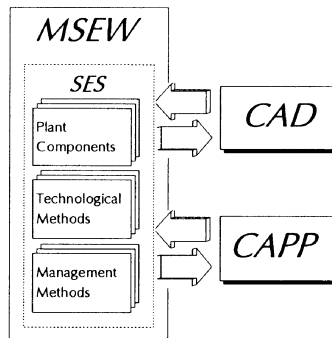 MSEW
SES
Plant
Components
Technological
Methods
Management
Methods
CAD
CAPP